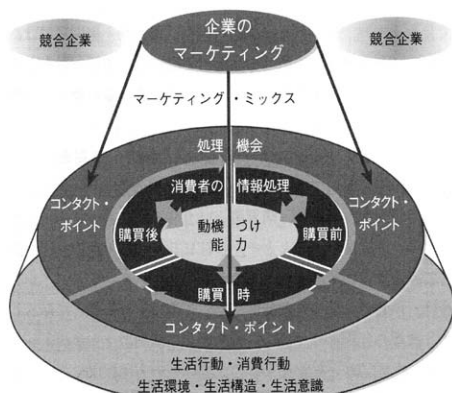 競合企業
企業の
マーケティング
競合企業
マーケティング・ミックス
処理機会
消費者の情報処理
コンタクト・
ポイント
コンタクト・
ポイント
購買後
動機づけ
能力
購買前
購買時
コンタクト・ポイント
生活行動・消費行動
生活環境・生活構造・生活意識